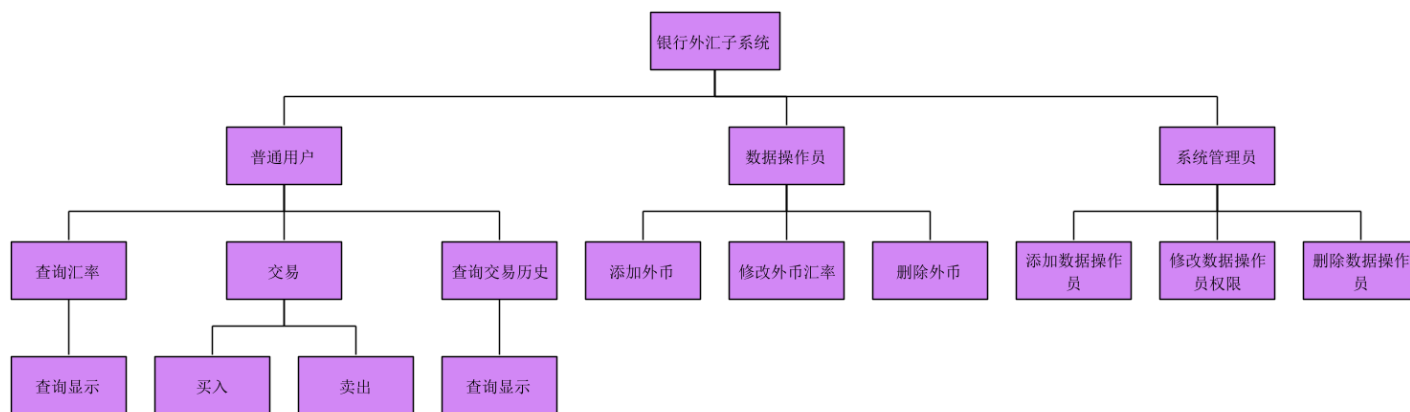 银行外汇子系统
普通用户
数据操作员
系统管理员
查询汇率
交易
查询交易历史
添加外币
修改外币汇率
删除外币
添加数据操作
员
修改数据操作
员权限
删除数据操作
员
查询显示
买入
卖出
查询显示